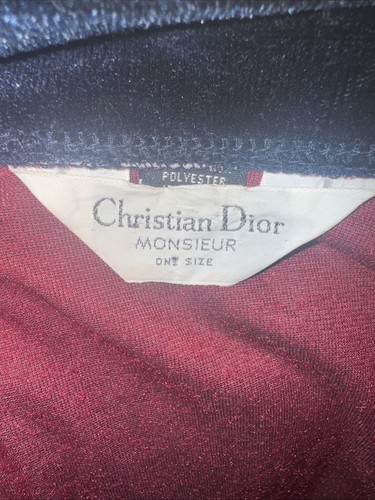 POLYESTER
Christian Dior
MONSIEUR
ONE SIZE